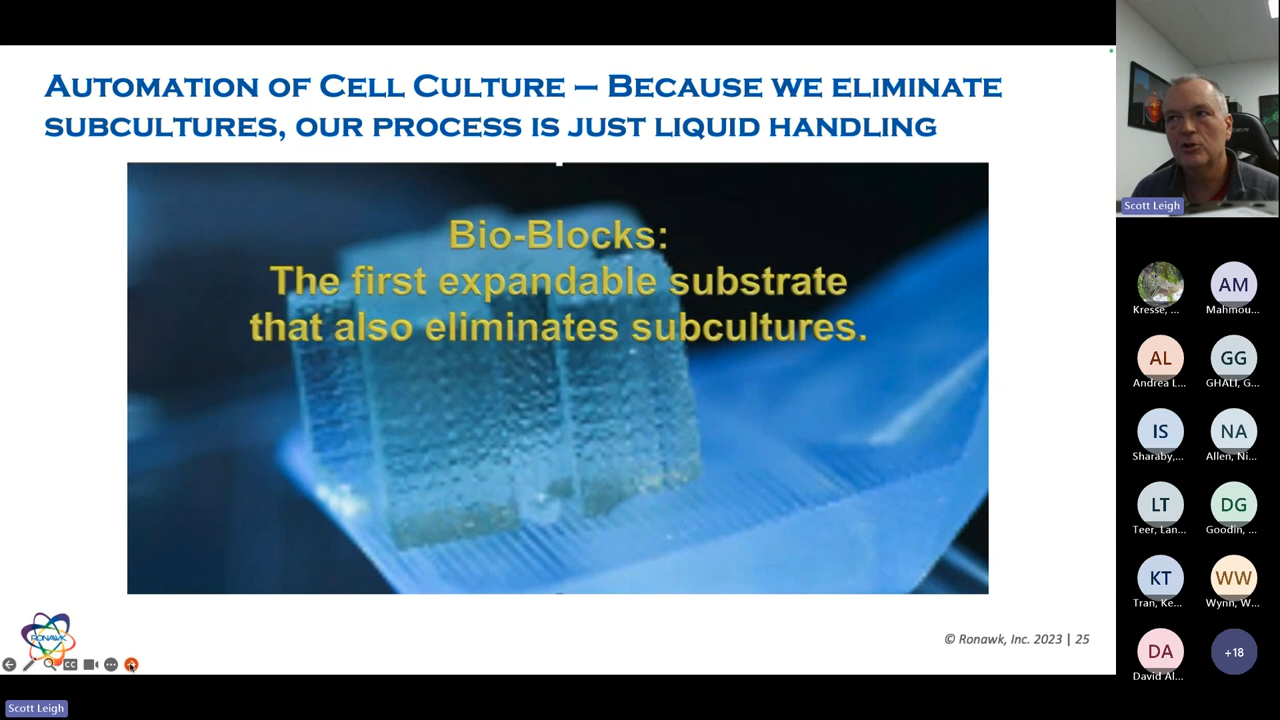 AUTOMATION OF CELL CULTURE – BECAUSE WE ELIMINATE
SUBCULTURES, OUR PROCESS IS JUST LIQUID HANDLING
Bio-Blocks:
The first expandable substrate
that also eliminates subcultures.
RONAWK
© Ronawk, Inc. 2023 | 25
CC
Scott Leigh
Scott Leigh
Kresse, ...
AM
Mahmou...
AL
Andrea L...
GG
GHALI, G...
IS
Sharaby,...
NA
Allen, Ni...
LT
Teer, Lan...
DG
Goodin, ...
KT
Tran, Ke...
WW
Wynn, W...
DA
David Al...
+18